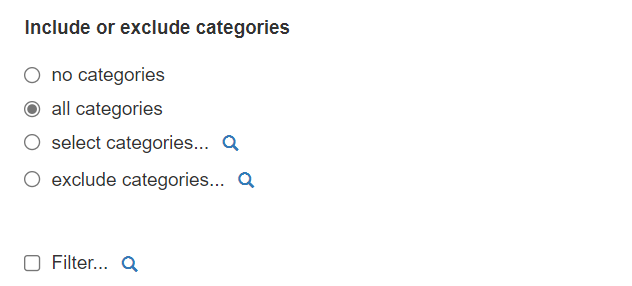 Include or exclude categories
no categories
all categories
select categories...
exclude categories...
Filter...